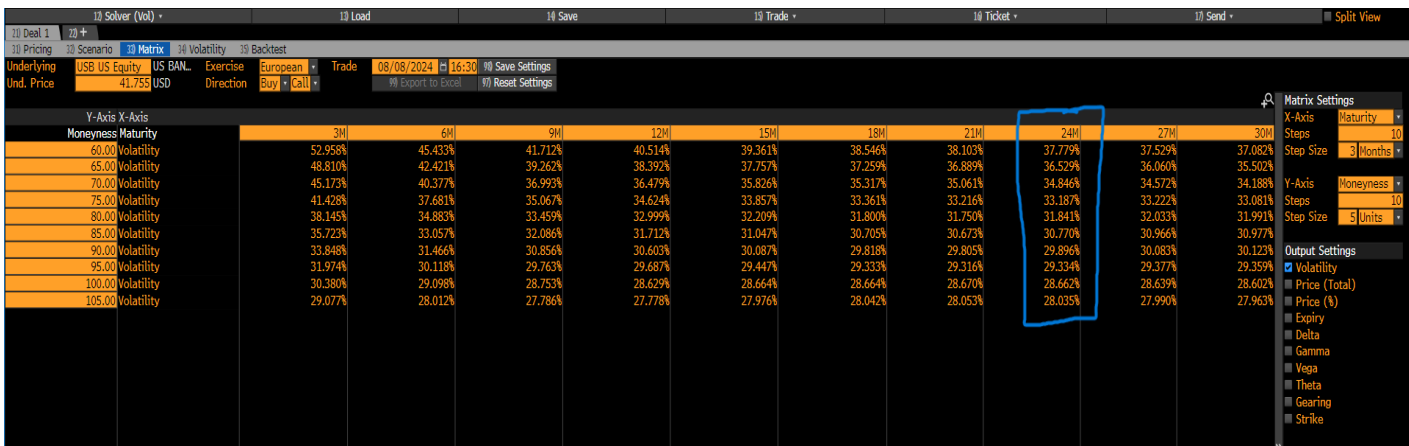 12) Solver (Vol) 13) Load 14) Save 15) Trade 16) Ticket 17) Send Split View
21) Deal 1 22) +
31) Pricing 32) Scenario 33) Matrix 34) Volatility 35) Backtest
Underlying USB US Equity US BAN... Exercise European Trade 08/08/2024 16:30 98) Save Settings
Und. Price 41.755 USD Direction Buy Call 99) Export to Excel 97) Reset Settings
Matrix Settings
Y-Axis X-Axis X-Axis Maturity
Moneyness Maturity 3M 6M 9M 12M 15M 18M 21M 24M 27M 30M Steps 10
60.00 Volatility 52.958% 45.433% 41.712% 40.514% 39.361% 38.546% 38.103% 37.779% 37.529% 37.082% Step Size 3 Months
65.00 Volatility 48.810% 42.421% 39.262% 38.392% 37.757% 37.259% 36.889% 36.529% 36.060% 35.502%
70.00 Volatility 45.173% 40.377% 36.993% 36.479% 35.826% 35.317% 35.061% 34.846% 34.572% 34.188% Y-Axis Moneyness
75.00 Volatility 41.428% 37.681% 35.067% 34.624% 33.857% 33.361% 33.216% 33.187% 33.222% 33.081% Steps 10
80.00 Volatility 38.145% 34.883% 33.459% 32.999% 32.209% 31.800% 31.750% 31.841% 32.033% 31.991% Step Size 5 Units
85.00 Volatility 35.723% 33.057% 32.086% 31.712% 31.047% 30.705% 30.673% 30.770% 30.966% 30.977%
90.00 Volatility 33.848% 31.466% 30.856% 30.603% 30.087% 29.818% 29.805% 29.896% 30.083% 30.123% Output Settings
95.00 Volatility 31.974% 30.118% 29.763% 29.687% 29.447% 29.333% 29.316% 29.334% 29.377% 29.359% Volatility
100.00 Volatility 30.380% 29.098% 28.753% 28.629% 28.664% 28.664% 28.670% 28.662% 28.639% 28.602% Price (Total)
105.00 Volatility 29.077% 28.012% 27.786% 27.778% 27.976% 28.042% 28.053% 28.035% 27.990% 27.963% Price (%)
Expiry
Delta
Gamma
Vega
Theta
Gearing
Strike